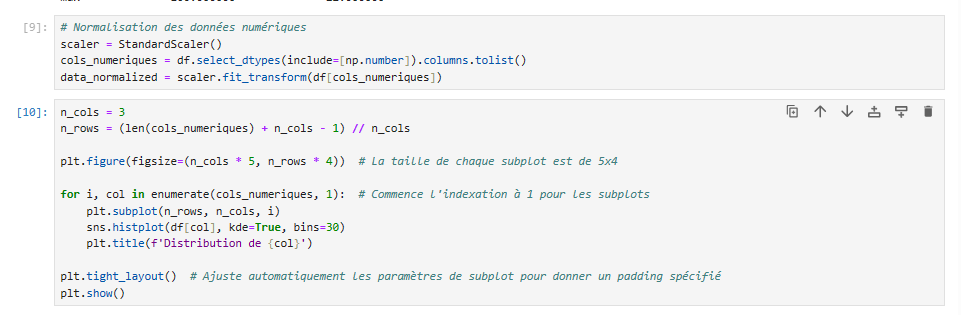 [9]: # Normalisation des données numériques
scaler = StandardScaler()
cols_numeriques = df.select_dtypes(include=[np.number]).columns.tolist()
data_normalized = scaler.fit_transform(df[cols_numeriques])
[10]: n_cols = 3
n_rows = (len(cols_numeriques) + n_cols - 1) // n_cols
plt.figure(figsize=(n_cols * 5, n_rows * 4))  # La taille de chaque subplot est de 5x4
for i, col in enumerate(cols_numeriques, 1):  # Commence l'indexation à 1 pour les subplots
    plt.subplot(n_rows, n_cols, i)
    sns.histplot(df[col], kde=True, bins=30)
    plt.title(f'Distribution de {col}')
plt.tight_layout()  # Ajuste automatiquement les paramètres de subplot pour donner un padding spécifié
plt.show()